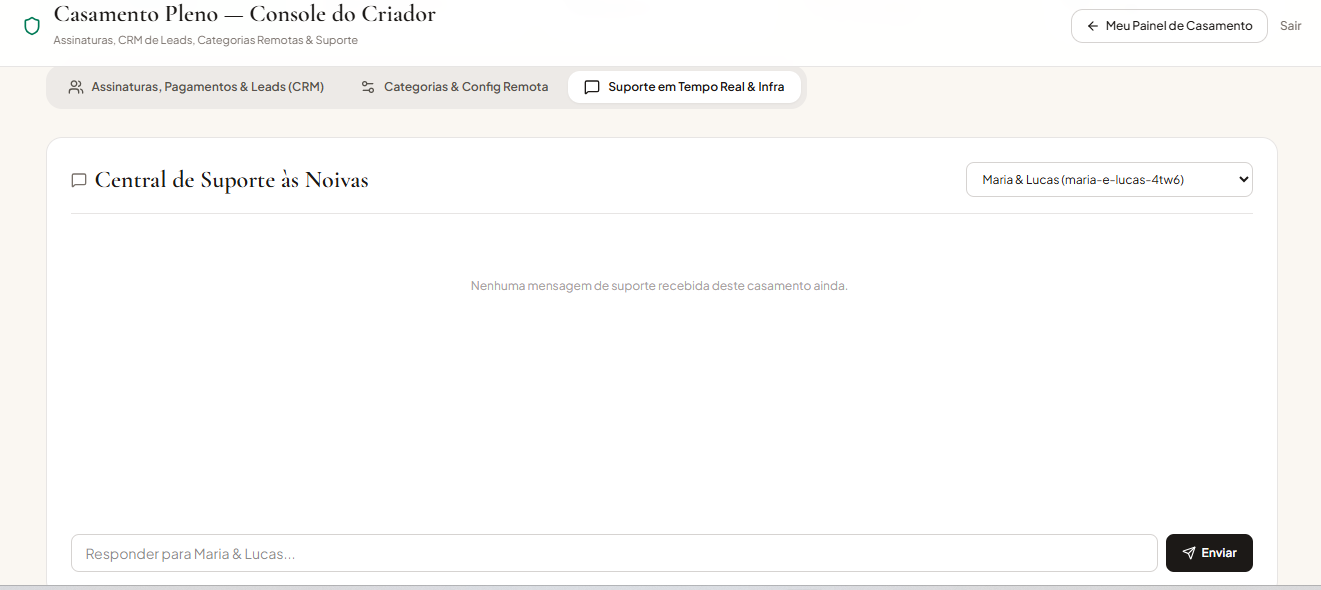 Casamento Pleno — Console do Criador
Assinaturas, CRM de Leads, Categorias Remotas & Suporte
Meu Painel de Casamento
Sair
Assinaturas, Pagamentos & Leads (CRM)
Categorias & Config Remota
Suporte em Tempo Real & Infra
Central de Suporte às Noivas
Maria & Lucas (maria-e-lucas-4tw6)
Nenhuma mensagem de suporte recebida deste casamento ainda.
Responder para Maria & Lucas...
Enviar